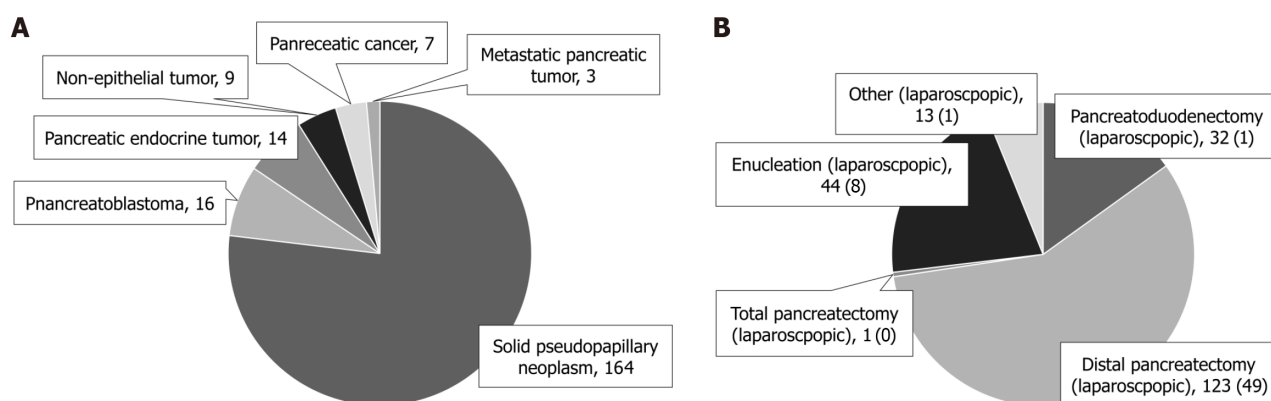 A
Panreceatic cancer, 7
Metastatic pancreatic
tumor, 3
Non-epithelial tumor, 9
Pancreatic endocrine tumor, 14
Pnancreatoblastoma, 16
Solid pseudopapillary
neoplasm, 164
B
Other (laparoscpopic),
13 (1)
Pancreatoduodenectomy
(laparoscpopic), 32 (1)
Enucleation (laparoscpopic),
44 (8)
Total pancreatectomy
(laparoscpopic), 1 (0)
Distal pancreatectomy
(laparoscpopic), 123 (49)